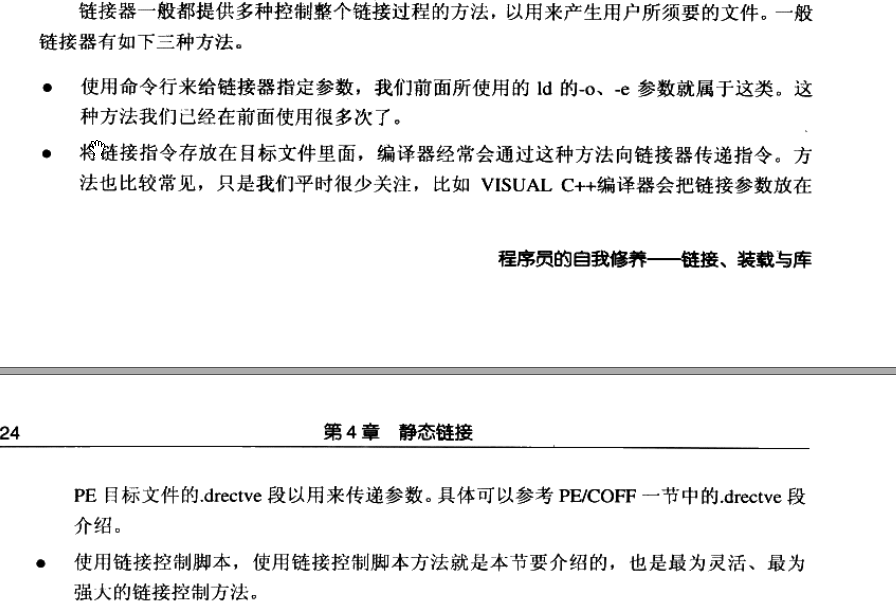 链接器一般都提供多种控制整个链接过程的方法，以用来产生用户所须要的文件。一般
链接器有如下三种方法。
● 使用命令行来给链接器指定参数，我们前面所使用的 ld 的-o、-e 参数就属于这类。这
种方法我们已经在前面使用很多次了。
● 将链接指令存放在目标文件里面，编译器经常会通过这种方法向链接器传递指令。方
法也比较常见，只是我们平时很少关注，比如 VISUAL C++编译器会把链接参数放在
程序员的自我修养——链接、装载与库
24 第 4 章 静态链接
PE 目标文件的.drectve 段以用来传递参数。具体可以参考 PE/COFF 一节中的.drectve 段
介绍。
● 使用链接控制脚本，使用链接控制脚本方法就是本节要介绍的，也是最为灵活、最为
强大的链接控制方法。